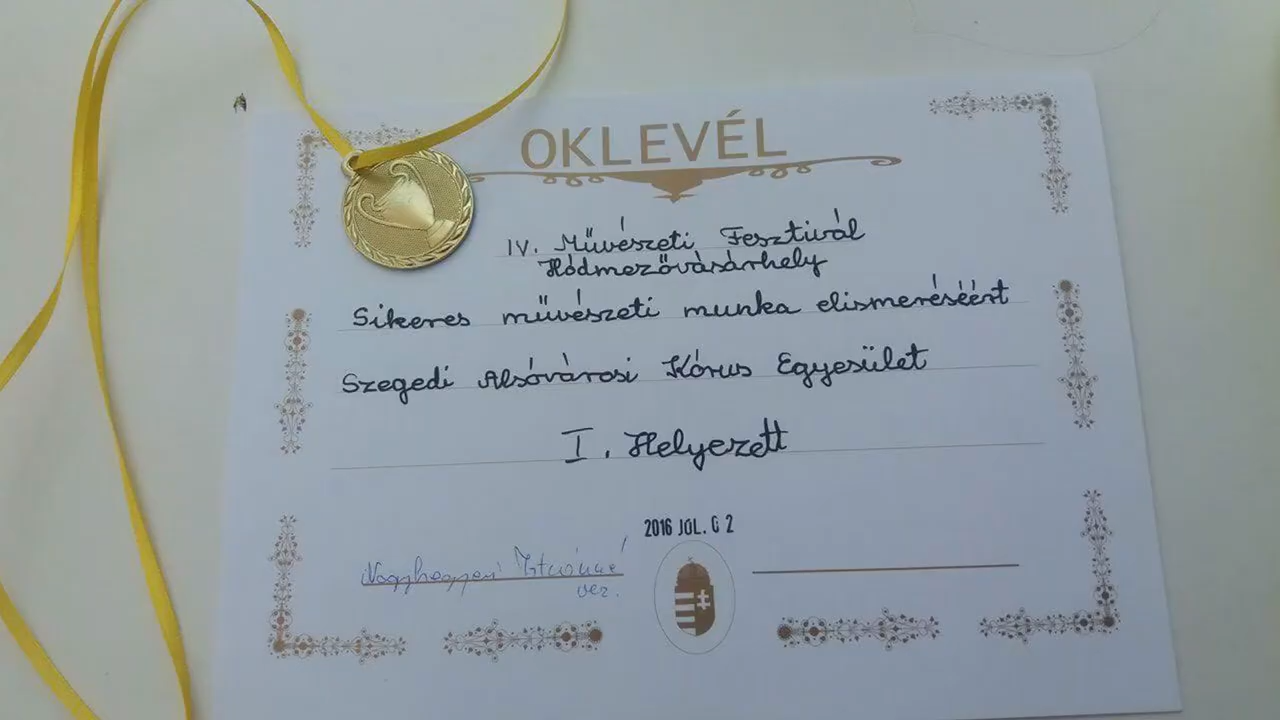 OKLEVÉL
IV. Művészeti Fesztivál
Hódmezővásárhely
Sikeres művészeti munka elismeréséért
Szegedi Alsóvárosi Kórus Egyesület
I. Helyezett
2016 JÚL. 0 2
Istvánné
vez.